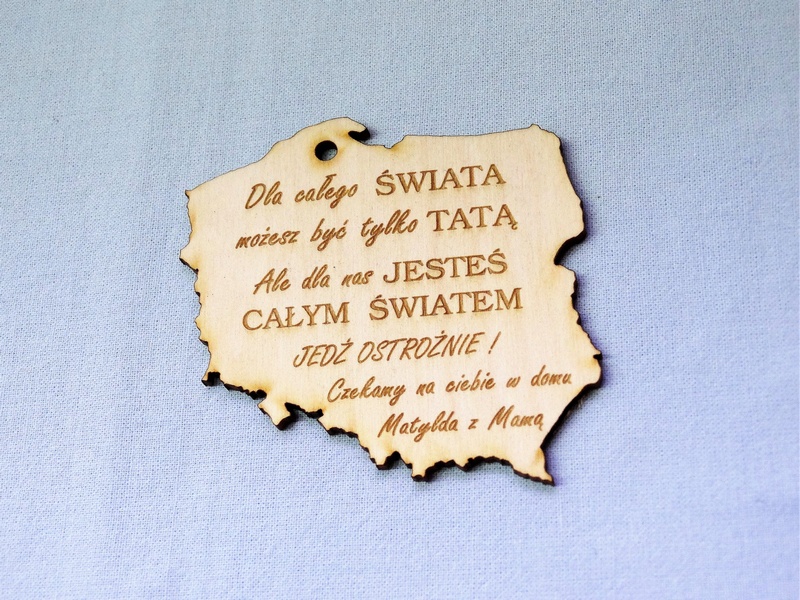 Dla całego ŚWIATA
możesz być tylko TATĄ
Ale dla nas JESTEŚ
CAŁYM ŚWIATEM
JEDŹ OSTROŻNIE !
Czekamy na ciebie w domu
Matylda z Mamą